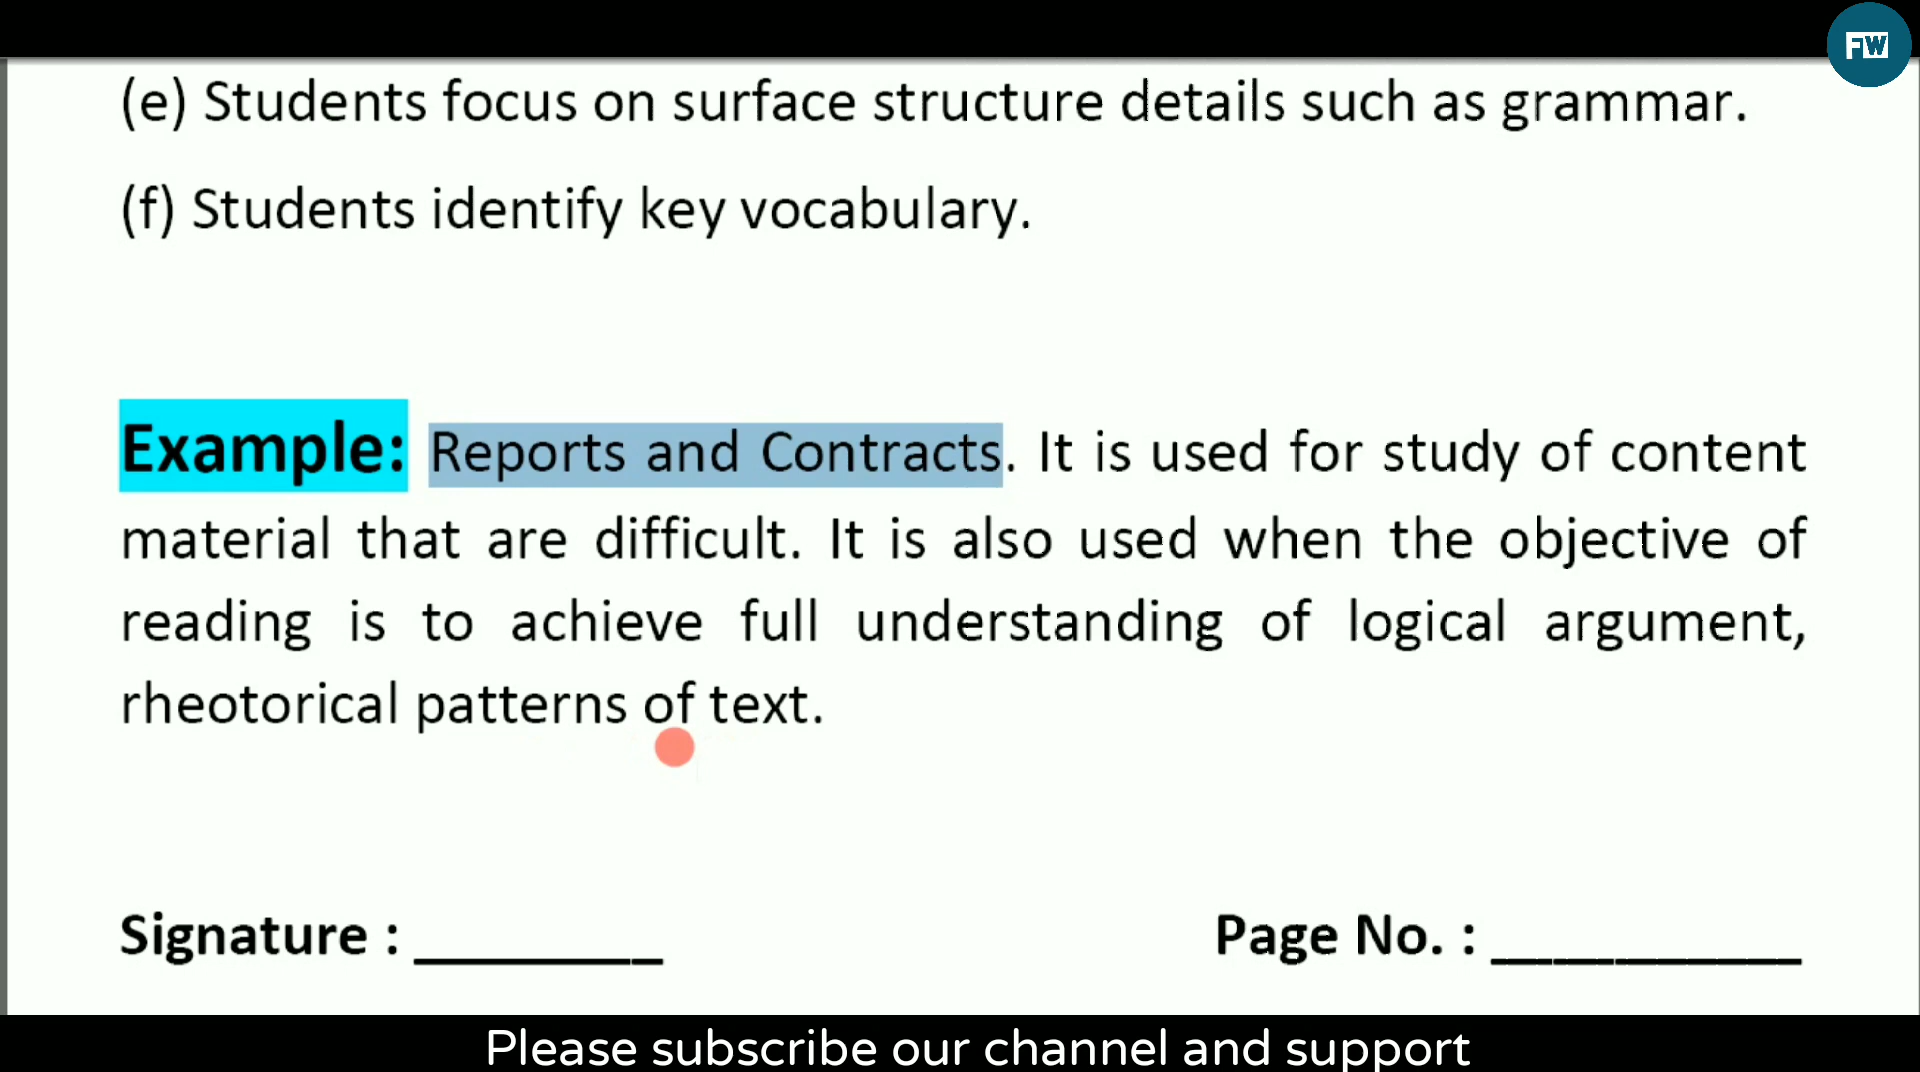 FW
(e) Students focus on surface structure details such as grammar.
(f) Students identify key vocabulary.
Example: Reports and Contracts. It is used for study of content
material that are difficult. It is also used when the objective of
reading is to achieve full understanding of logical argument,
rheotorical patterns of text.
Signature : ________ Page No. : __________
Please subscribe our channel and support